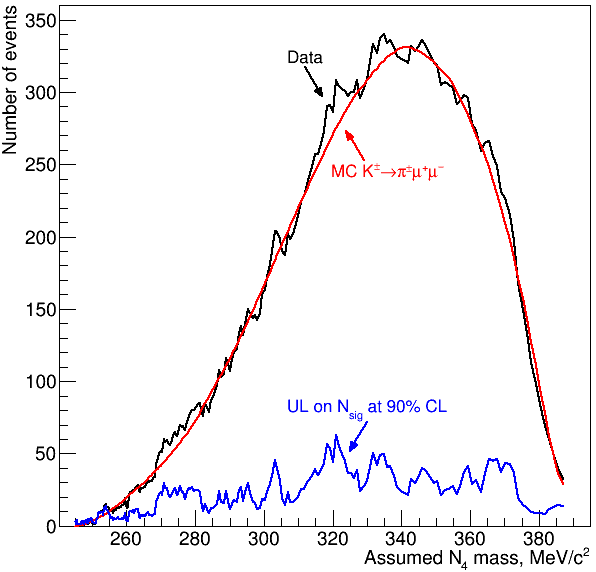 Number of events
350
300
250
200
150
100
50
0
Data
MC K±→π±μ⁺μ⁻
UL on N_sig at 90% CL
260 280 300 320 340 360 380
Assumed N₄ mass, MeV/c²